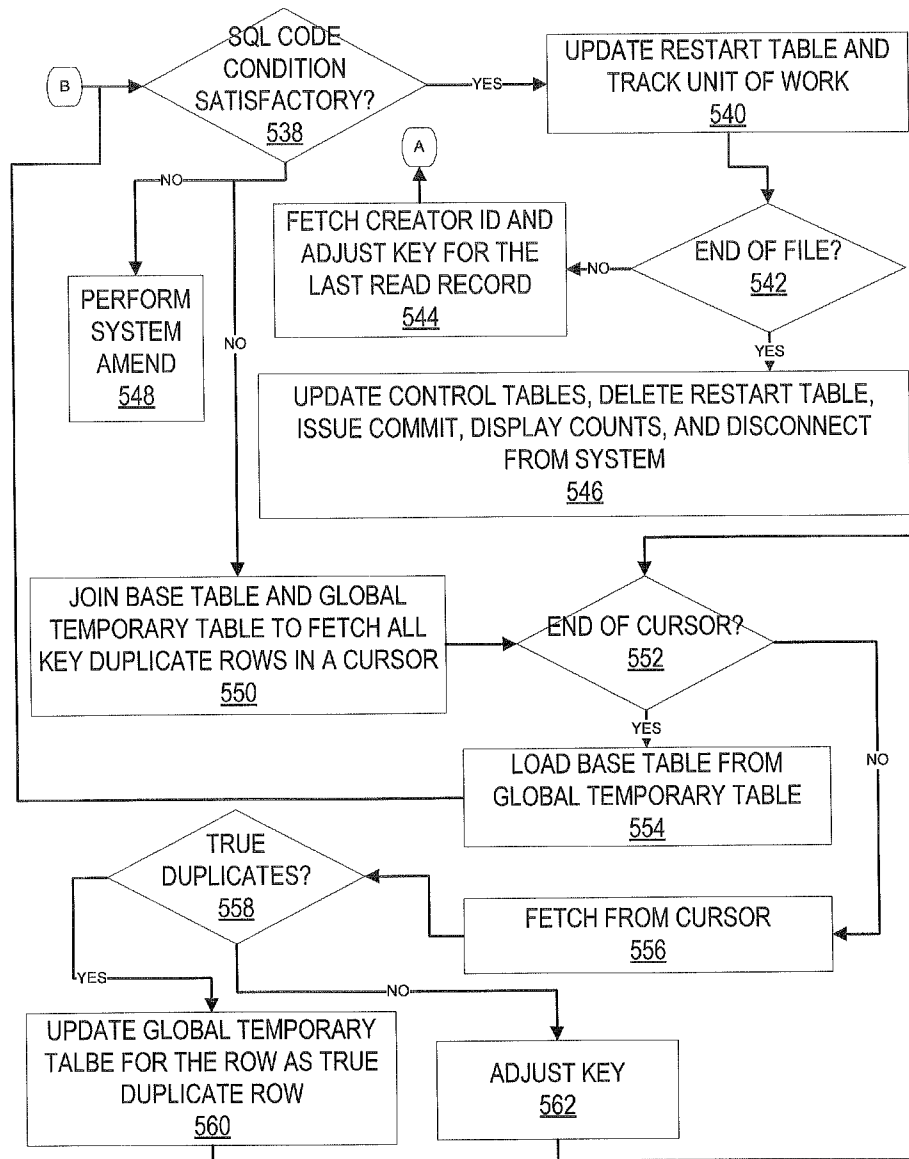 B
SQL CODE
CONDITION
SATISFACTORY?
538
YES
UPDATE RESTART TABLE AND
TRACK UNIT OF WORK
540
A
NO
FETCH CREATOR ID AND
ADJUST KEY FOR THE
LAST READ RECORD
544
NO
END OF FILE?
542
PERFORM
SYSTEM
AMEND
548
NO
YES
UPDATE CONTROL TABLES, DELETE RESTART TABLE,
ISSUE COMMIT, DISPLAY COUNTS, AND DISCONNECT
FROM SYSTEM
546
JOIN BASE TABLE AND GLOBAL
TEMPORARY TABLE TO FETCH ALL
KEY DUPLICATE ROWS IN A CURSOR
550
END OF CURSOR?
552
YES
NO
LOAD BASE TABLE FROM
GLOBAL TEMPORARY TABLE
554
TRUE
DUPLICATES?
558
FETCH FROM CURSOR
556
YES
NO
UPDATE GLOBAL TEMPORARY
TALBE FOR THE ROW AS TRUE
DUPLICATE ROW
560
ADJUST KEY
562